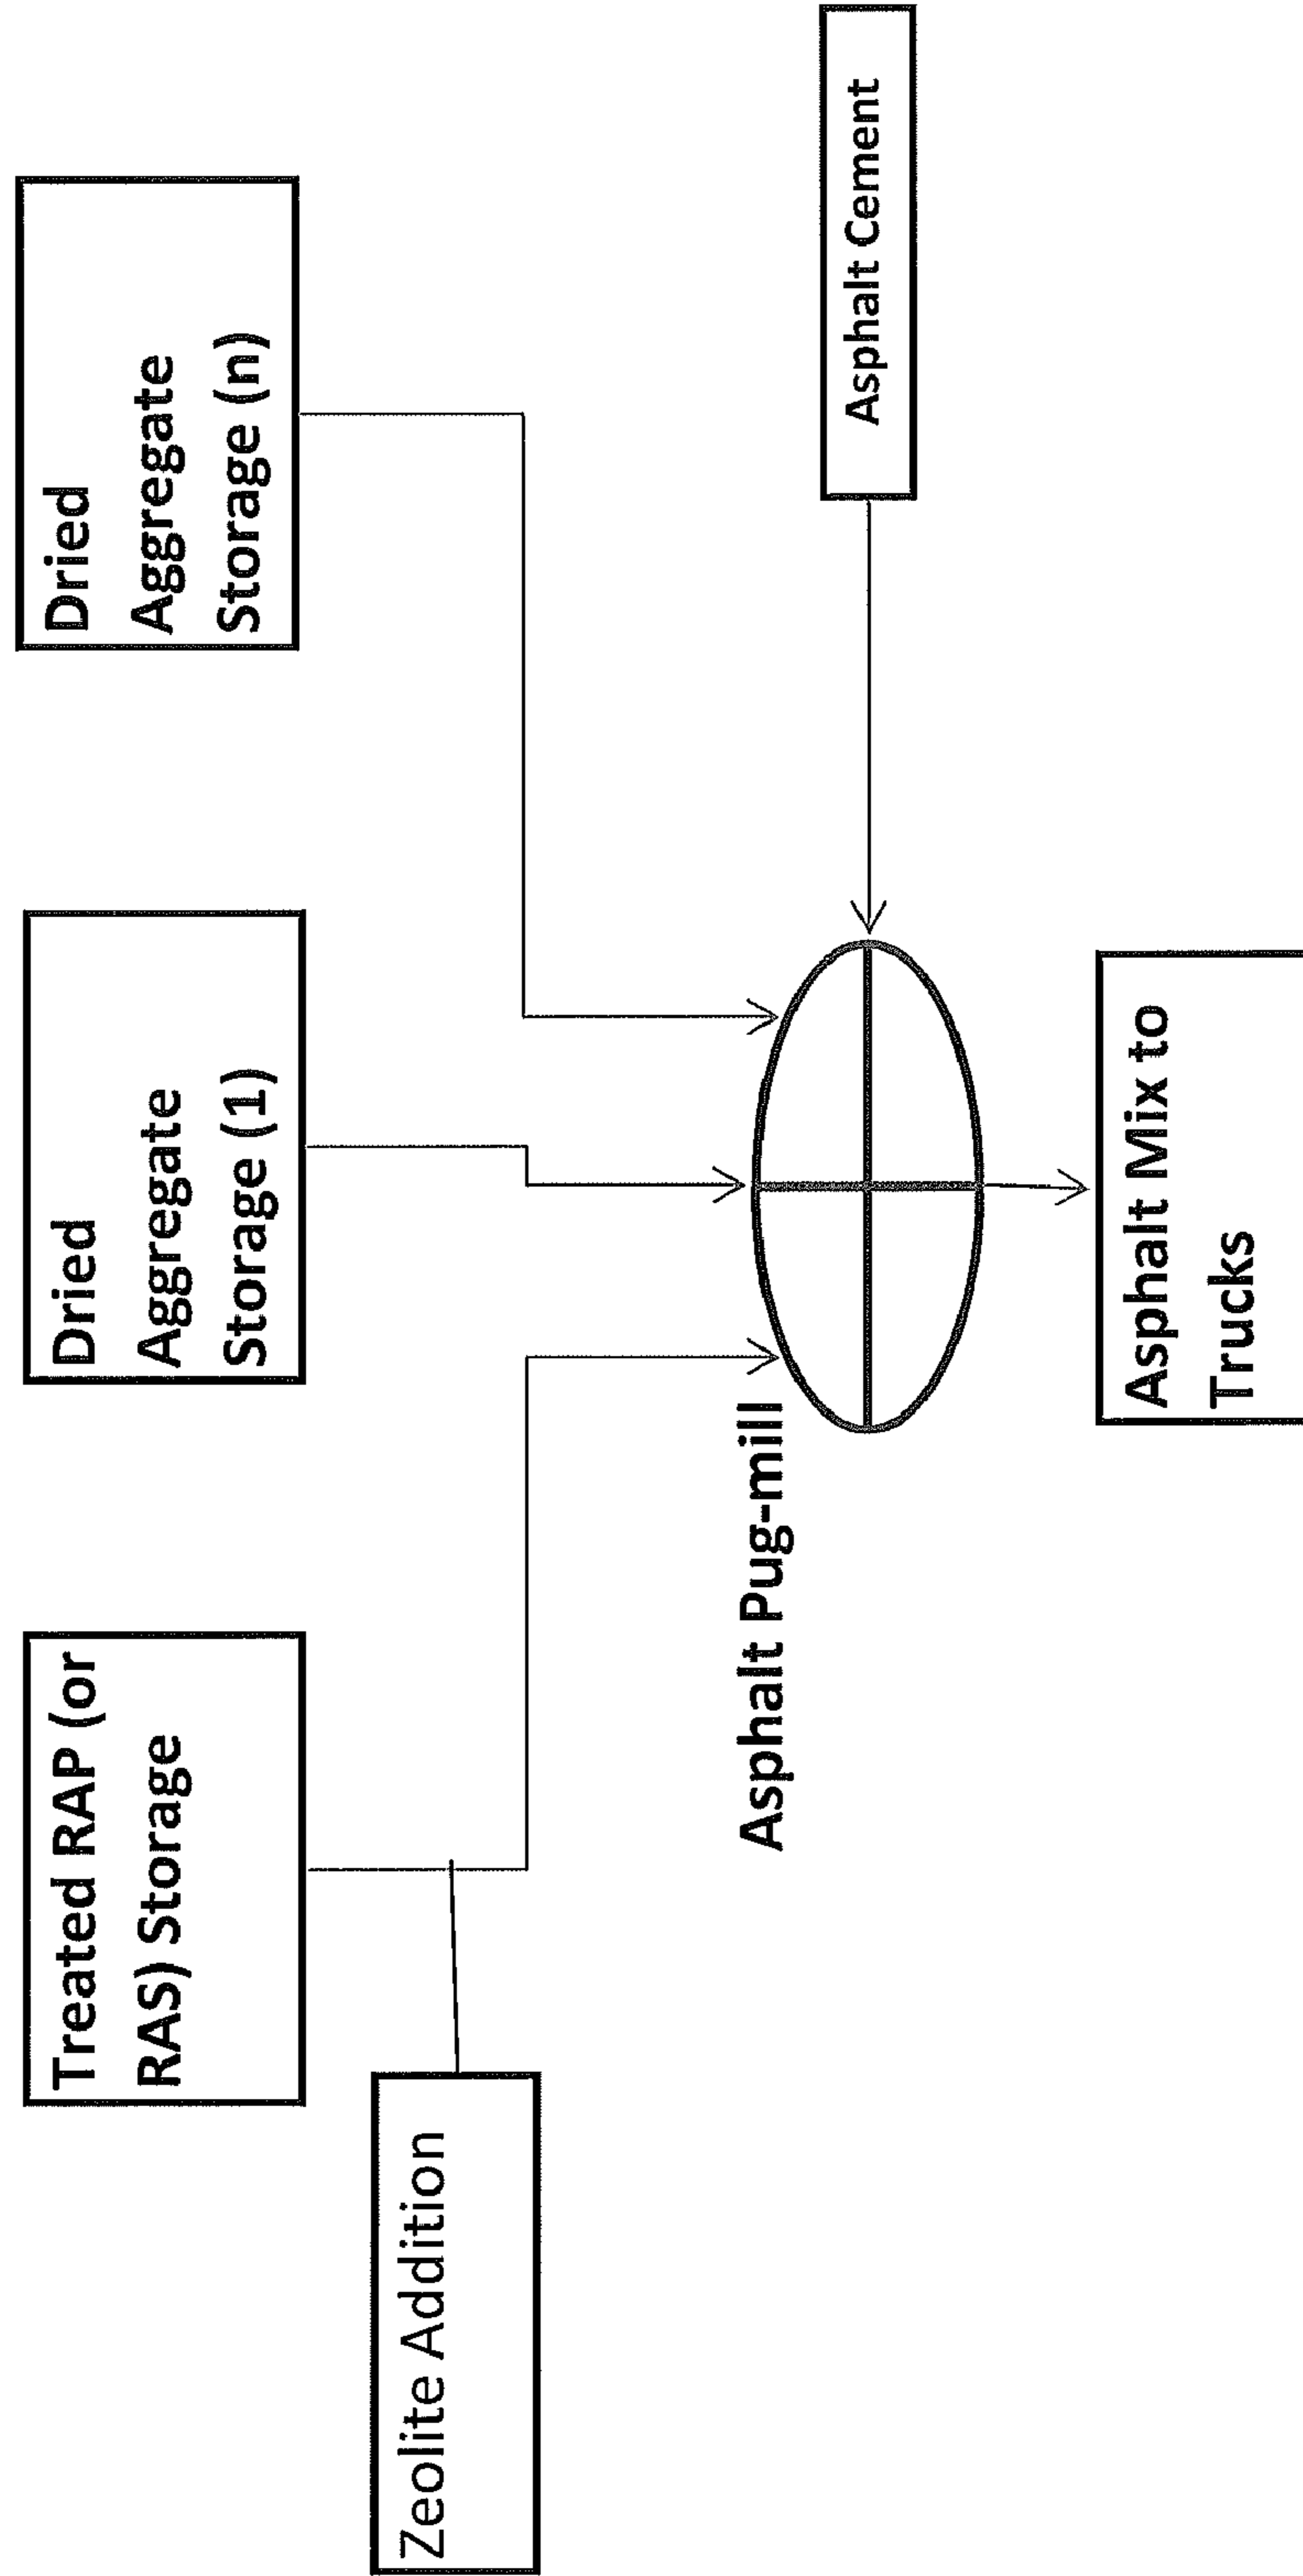 Treated RAP (or
RAS) Storage
Dried
Aggregate
Storage (1)
Dried
Aggregate
Storage (n)
Zeolite Addition
Asphalt Pug-mill
Asphalt Cement
Asphalt Mix to
Trucks